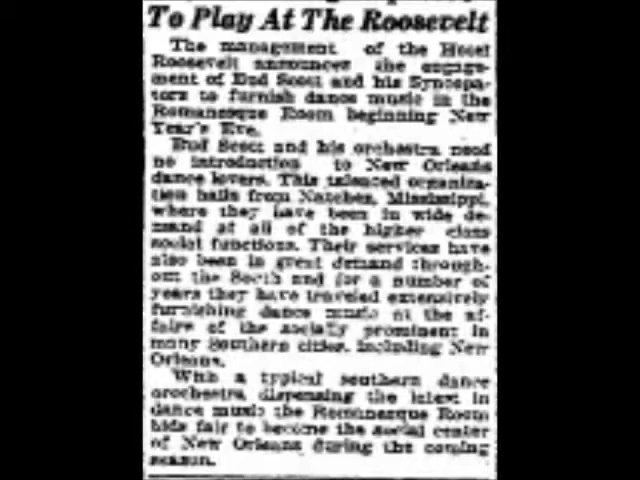 To Play At The Roosevelt
The management of the Hotel
Roosevelt announces the engage-
ment of Bud Scott and his Syncopa-
tors to furnish dance music in the
Romanesque Room beginning New
Year's Eve.
Bud Scott and his orchestra need
no introduction to New Orleans
dance lovers. This talented organiza-
tion hails from Natchez, Mississippi,
where they have been in wide de-
mand at all of the higher class
social functions. Their services have
also been in great demand through-
out the South and for a number of
years they have traveled extensively
furnishing dance music at the af-
fairs of the socially prominent in
many Southern cities, including New
Orleans.
With a typical southern dance
orchestra dispensing the latest in
dance music the Romanesque Room
bids fair to become the social center
of New Orleans during the coming
season.